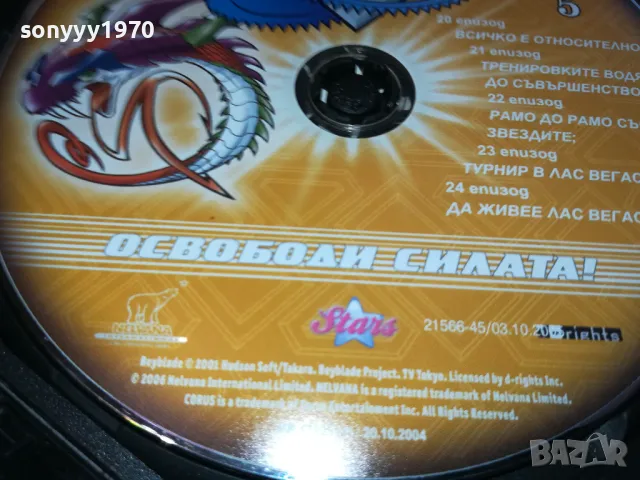 sonyyy1970
5
20 епизод
ВСИЧКО Е ОТНОСИТЕЛНО
21 епизод
ТРЕНИРОВКИТЕ ВОДЯ
ДО СЪВЪРШЕНСТВО
22 епизод
РАМО ДО РАМО СЪ
ЗВЕЗДИТЕ;
23 епизод
ТУРНИР В ЛАС ВЕГАС
24 епизод
ДА ЖИВЕЕ ЛАС ВЕГАС
ОСВОБОДИ СИЛАТА!
NELVANA
Stars
21566-45/03.10.20
rights
Beyblade © 2001 Hudson Soft/Takara. Beyblade Project. TV Tokyo. Licensed by d-rights inc.
© 2006 Nelvana International Limited. NELVANA is a registered trademark of Nelvana Limited.
CORUS is a trademark of Entertainment Inc. All Rights Reserved.
.10.2004
BAZAR